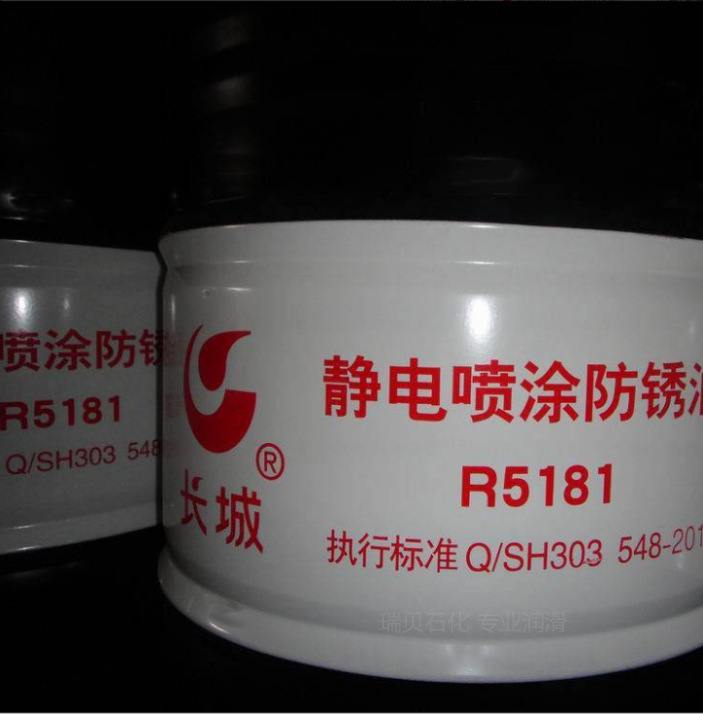 喷涂防锈
R5181
Q/SH303 548
长城®
静电喷涂防锈油
R5181
执行标准 Q/SH303 548-201
瑞贝石化 专业润滑